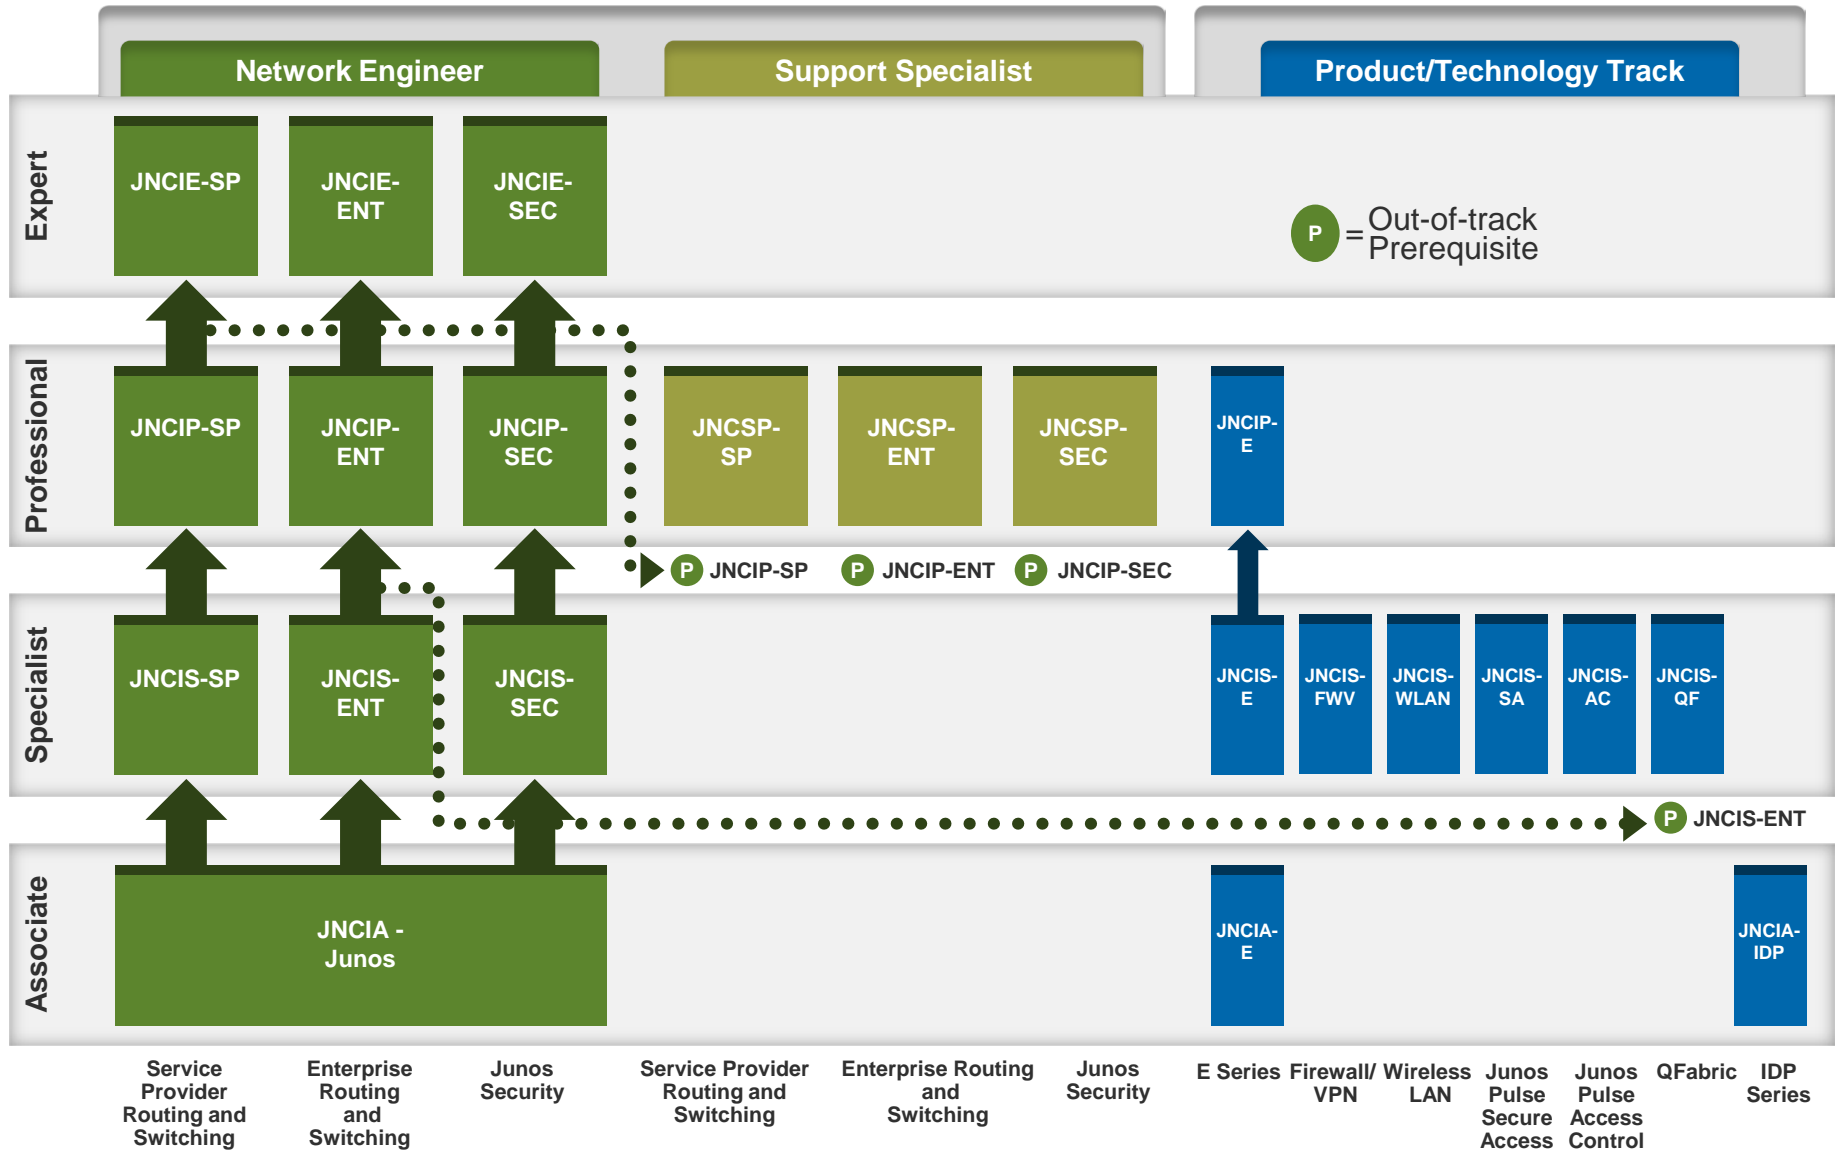 Network Engineer
Support Specialist
Product/Technology Track
Expert
JNCIE-SP
JNCIE-
ENT
JNCIE-
SEC
P
=
Out-of-track
Prerequisite
Professional
JNCIP-SP
JNCIP-
ENT
JNCIP-
SEC
JNCSP-
SP
JNCSP-
ENT
JNCSP-
SEC
JNCIP-
E
P JNCIP-SP
P JNCIP-ENT
P JNCIP-SEC
Specialist
JNCIS-SP
JNCIS-
ENT
JNCIS-
SEC
JNCIS-
E
JNCIS-
FWV
JNCIS-
WLAN
JNCIS-
SA
JNCIS-
AC
JNCIS-
QF
P JNCIS-ENT
Associate
JNCIA -
Junos
JNCIA-
E
JNCIA-
IDP
Service
Provider
Routing and
Switching
Enterprise
Routing
and
Switching
Junos
Security
Service Provider
Routing and
Switching
Enterprise Routing
and
Switching
Junos
Security
E Series
Firewall/
VPN
Wireless
LAN
Junos
Pulse
Secure
Access
Junos
Pulse
Access
Control
QFabric
IDP
Series